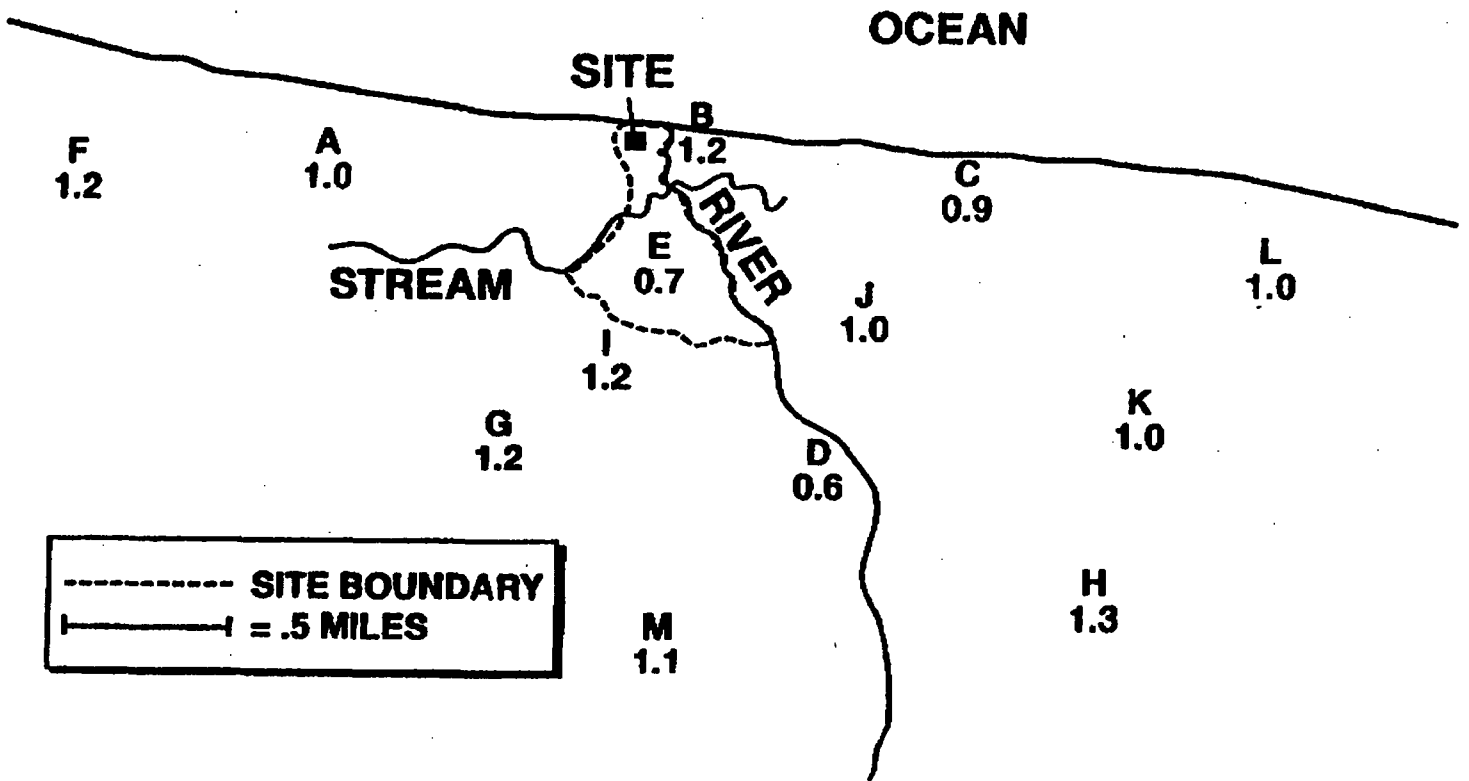 OCEAN
SITE
B
1.2
F
1.2
A
1.0
C
0.9
RIVER
E
0.7
STREAM
L
1.0
J
1.0
I
1.2
K
1.0
G
1.2
D
0.6
SITE BOUNDARY
= .5 MILES
H
1.3
M
1.1